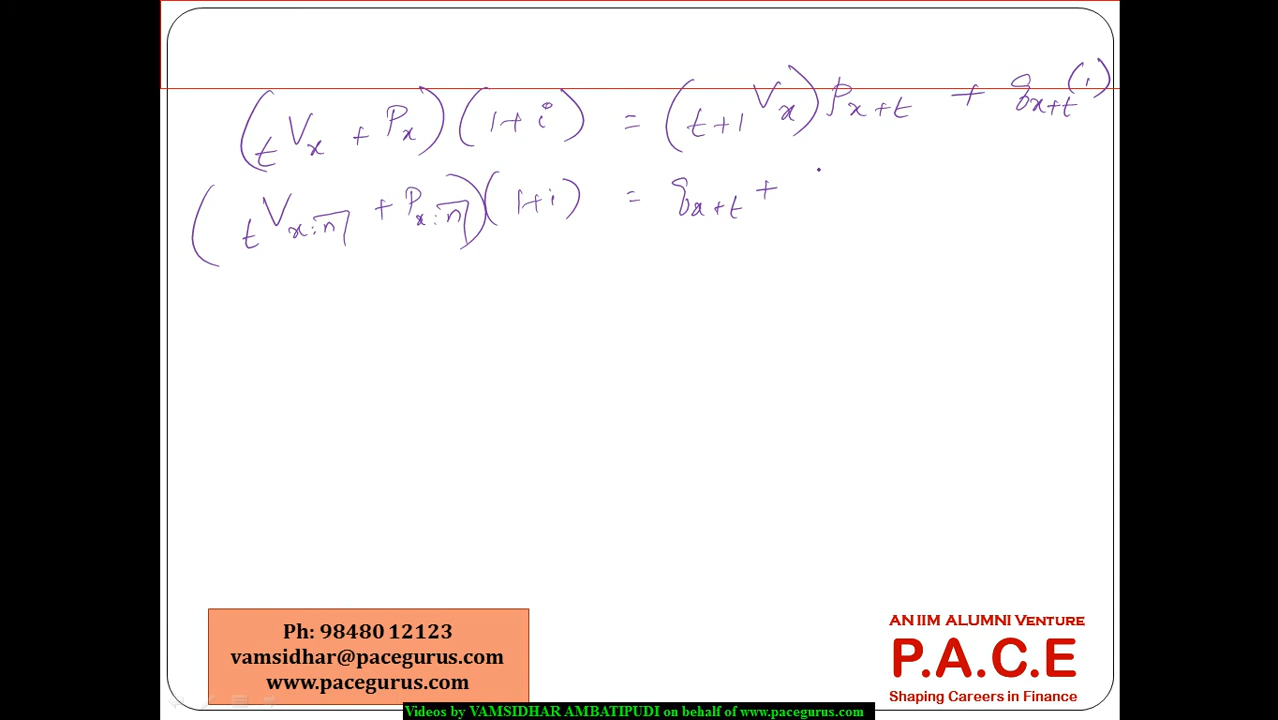 (tVx + Px)(1+i) = (t+1Vx) px+t + qx+t(1)
(tVx:n̅| + Px:n̅|)(1+i) = qx+t +
Ph: 98480 12123
vamsidhar@pacegurus.com
www.pacegurus.com
AN IIM ALUMNI VENTURE
P.A.C.E
Shaping Careers in Finance
Videos by VAMSIDHAR AMBATIPUDI on behalf of www.pacegurus.com